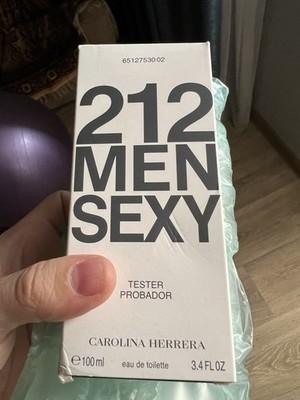 6512753002
212
MEN
SEXY
TESTER
PROBADOR
CAROLINA HERRERA
℮100ml eau de toilette 3.4 FL OZ